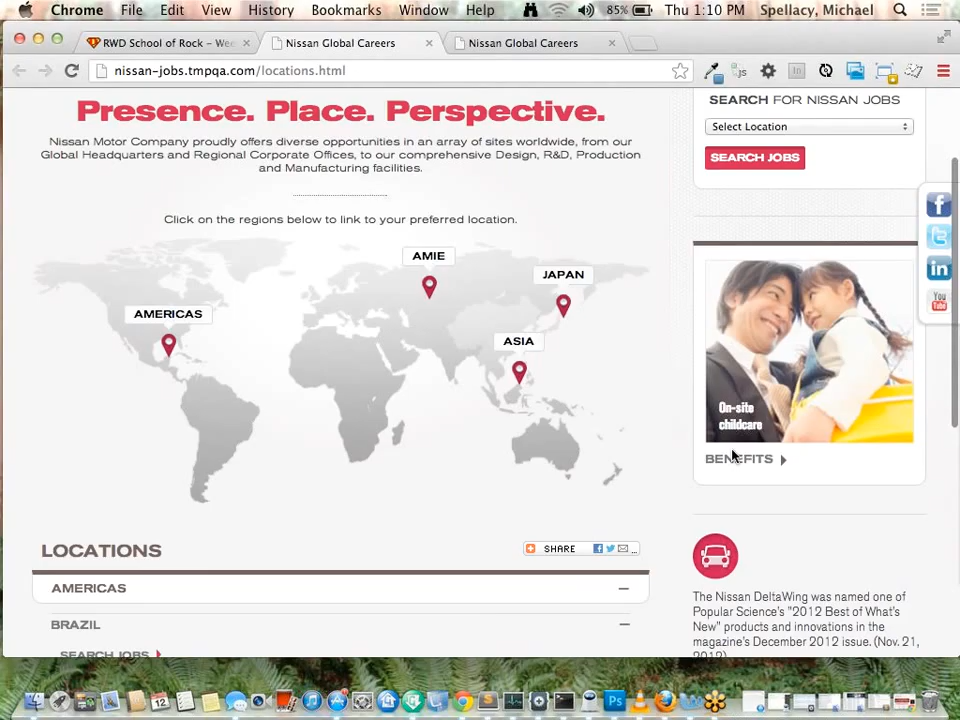 Chrome File Edit View History Bookmarks Window Help 85% Thu 1:10 PM Spellacy, Michael
RWD School of Rock – Wee
Nissan Global Careers
Nissan Global Careers
nissan-jobs.tmpqa.com/locations.html
Presence. Place. Perspective.
Nissan Motor Company proudly offers diverse opportunities in an array of sites worldwide, from our
Global Headquarters and Regional Corporate Offices, to our comprehensive Design, R&D, Production
and Manufacturing facilities.
Click on the regions below to link to your preferred location.
AMIE
JAPAN
AMERICAS
ASIA
LOCATIONS
SHARE
AMERICAS
BRAZIL
SEARCH JOBS
SEARCH FOR NISSAN JOBS
Select Location
SEARCH JOBS
On-site
childcare
BENEFITS
The Nissan DeltaWing was named one of
Popular Science's "2012 Best of What's
New" products and innovations in the
magazine's December 2012 issue. (Nov. 21,
2012)
f
t
in
You
Tube